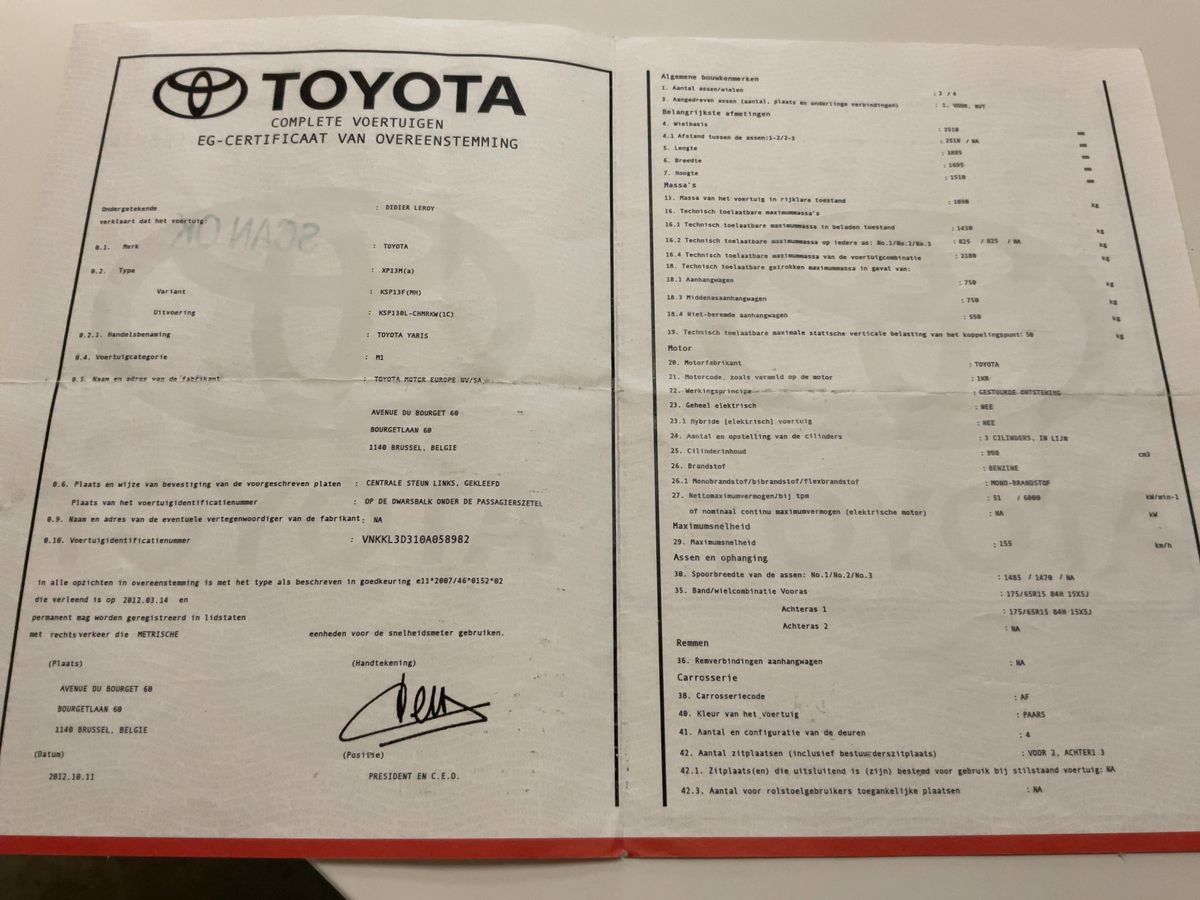 TOYOTA
COMPLETE VOERTUIGEN
EG-CERTIFICAAT VAN OVEREENSTEMMING
Ondergetekende : DIDIER LEROY
verklaart dat het voertuig:
SCAN OK
0.1. Merk : TOYOTA
0.2. Type : XP13M(a)
Variant : KSP13F(MH)
Uitvoering : KSP130L-CHMRKW(1C)
0.2.1. Handelsbenaming : TOYOTA YARIS
0.4. Voertuigcategorie : M1
0.5. Naam en adres van de fabrikant : TOYOTA MOTOR EUROPE NV/SA
AVENUE DU BOURGET 60
BOURGETLAAN 60
1140 BRUSSEL, BELGIE
0.6. Plaats en wijze van bevestiging van de voorgeschreven platen : CENTRALE STEUN LINKS, GEKLEEFD
Plaats van het voertuigidentificatienummer : OP DE DWARSBALK ONDER DE PASSAGIERSZETEL
0.9. Naam en adres van de eventuele vertegenwoordiger van de fabrikant: NA
0.10. Voertuigidentificatienummer : VNKKL3D310A058982
in alle opzichten in overeenstemming is met het type als beschreven in goedkeuring e11*2007/46*0152*02
die verleend is op 2012.03.14 en
permanent mag worden geregistreerd in lidstaten
met rechtsverkeer die METRISCHE eenheden voor de snelheidsmeter gebruiken.
(Plaats) (Handtekening)
AVENUE DU BOURGET 60
BOURGETLAAN 60
1140 BRUSSEL, BELGIE
(Datum) (Positie)
2012.10.11 PRESIDENT EN C.E.O.
Algemene bouwkenmerken
1. Aantal assen/wielen : 2 / 4
3. Aangedreven assen (aantal, plaats en onderlinge verbindingen) : 1, VOOR, NVT
Belangrijkste afmetingen
4. Wielbasis : 2510 mm
4.1 Afstand tussen de assen:1-2/2-3 : 2510 / NA mm
5. Lengte : 3885 mm
6. Breedte : 1695 mm
7. Hoogte : 1510 mm
Massa's
13. Massa van het voertuig in rijklare toestand : 1090 kg
16. Technisch toelaatbare maximummassa's
16.1 Technisch toelaatbare maximummassa in beladen toestand : 1430 kg
16.2 Technisch toelaatbare maximummassa op iedere as: No.1/No.2/No.3 : 825 / 825 / NA kg
16.4 Technisch toelaatbare maximummassa van de voertuigcombinatie : 2180 kg
18. Technisch toelaatbare getrokken maximummassa in geval van:
18.1 Aanhangwagen : 750 kg
18.3 Middenasaanhangwagen : 750 kg
18.4 Niet-beremde aanhangwagen : 550 kg
19. Technisch toelaatbare maximale statische verticale belasting van het koppelingspunt: 50 kg
Motor
20. Motorfabrikant : TOYOTA
21. Motorcode, zoals vermeld op de motor : 1KR
22. Werkingsprincipe : GESTUURDE ONTSTEKING
23. Geheel elektrisch : NEE
23.1 Hybride [elektrisch] voertuig : NEE
24. Aantal en opstelling van de cilinders : 3 CILINDERS, IN LIJN
25. Cilinderinhoud : 998 cm3
26. Brandstof : BENZINE
26.1 Monobrandstof/bibrandstof/flexbrandstof : MONO-BRANDSTOF
27. Nettomaximumvermogen/bij tpm : 51 / 6000 kW/min-1
of nominaal continu maximumvermogen (elektrische motor) : NA kW
Maximumsnelheid
29. Maximumsnelheid : 155 km/h
Assen en ophanging
30. Spoorbreedte van de assen: No.1/No.2/No.3 : 1485 / 1470 / NA
35. Band/wielcombinatie Vooras : 175/65R15 84H 15X5J
Achteras 1 : 175/65R15 84H 15X5J
Achteras 2 : NA
Remmen
36. Remverbindingen aanhangwagen : NA
Carrosserie
38. Carrosseriecode : AF
40. Kleur van het voertuig : PAARS
41. Aantal en configuratie van de deuren : 4
42. Aantal zitplaatsen (inclusief bestuurderszitplaats) : VOOR 2, ACHTER1 3
42.1. Zitplaats(en) die uitsluitend is (zijn) bestemd voor gebruik bij stilstaand voertuig: NA
42.3. Aantal voor rolstoelgebruikers toegankelijke plaatsen : NA